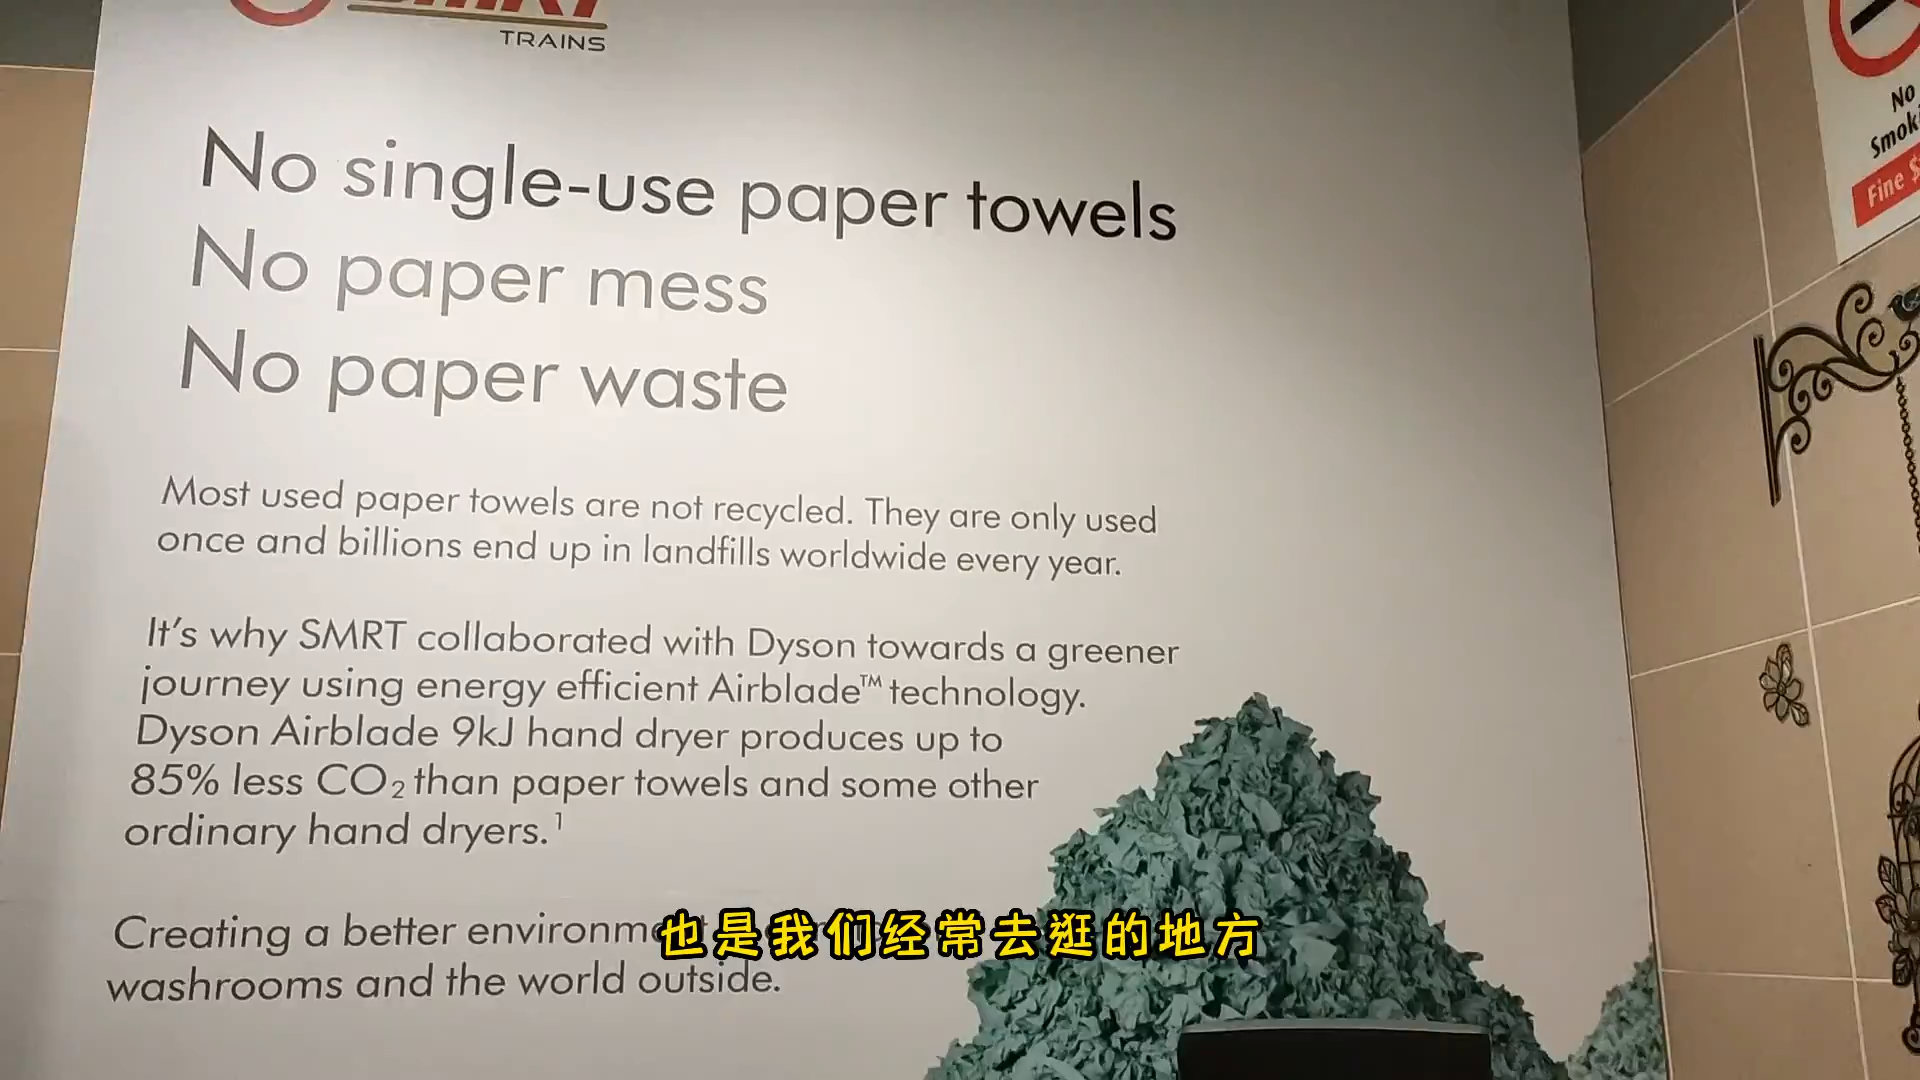 TRAINS
No single-use paper towels
No paper mess
No paper waste
Most used paper towels are not recycled. They are only used
once and billions end up in landfills worldwide every year.
It's why SMRT collaborated with Dyson towards a greener
journey using energy efficient Airblade™ technology.
Dyson Airblade 9kJ hand dryer produces up to
85% less CO₂ than paper towels and some other
ordinary hand dryers.¹
Creating a better
washrooms and the world outside.
也是我们经常去逛的地方
No
Fine